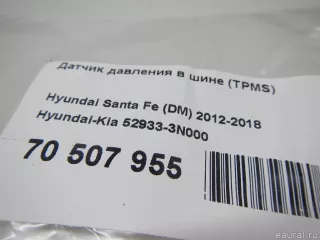 Датчик давления в шине (TPMS)
Hyundai Santa Fe (DM) 2012-2018
Hyundai-Kia 52933-3N000
70 507 955
eaural.ru